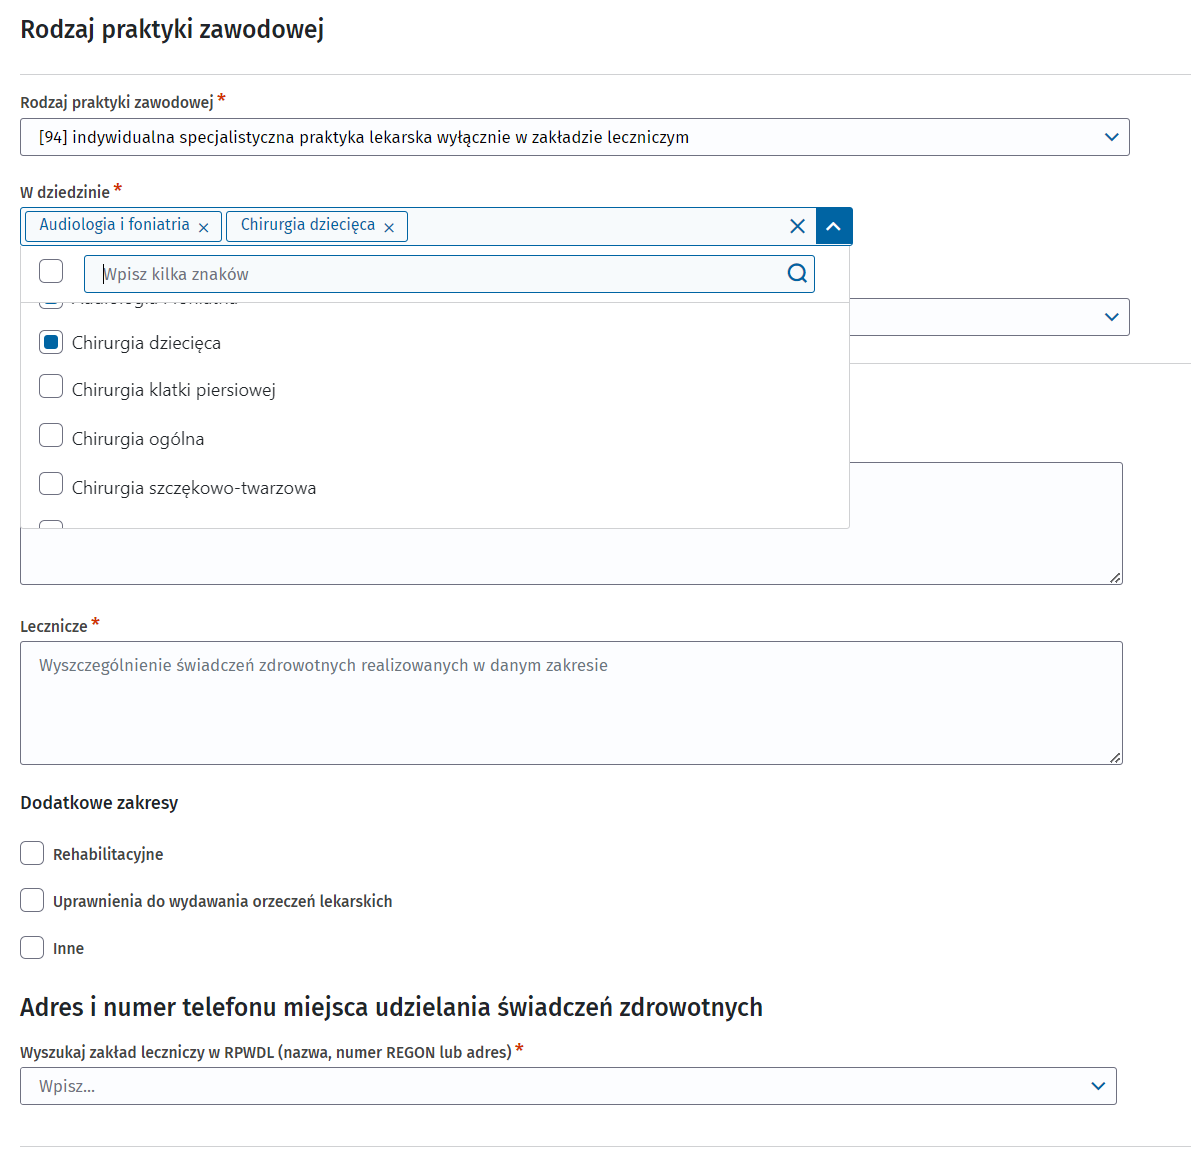 Rodzaj praktyki zawodowej
Rodzaj praktyki zawodowej *
[94] indywidualna specjalistyczna praktyka lekarska wyłącznie w zakładzie leczniczym
W dziedzinie *
Audiologia i foniatria × Chirurgia dziecięca ×
Wpisz kilka znaków
Audiologia i foniatria
Chirurgia dziecięca
Chirurgia klatki piersiowej
Chirurgia ogólna
Chirurgia szczękowo-twarzowa
Lecznicze *
Wyszczególnienie świadczeń zdrowotnych realizowanych w danym zakresie
Dodatkowe zakresy
Rehabilitacyjne
Uprawnienia do wydawania orzeczeń lekarskich
Inne
Adres i numer telefonu miejsca udzielania świadczeń zdrowotnych
Wyszukaj zakład leczniczy w RPWDL (nazwa, numer REGON lub adres) *
Wpisz...